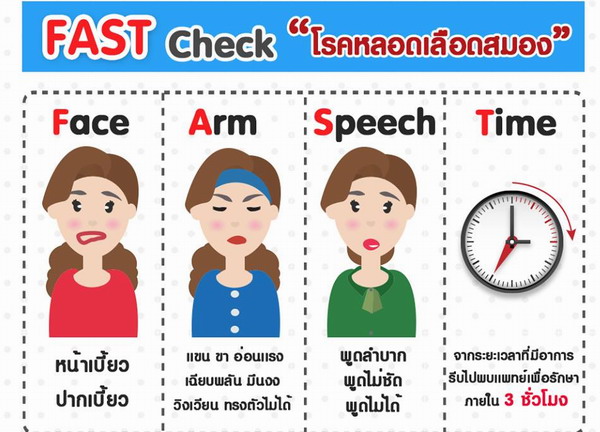 FAST Check “โรคหลอดเลือดสมอง”
Face
หน้าเบี้ยว
ปากเบี้ยว
Arm
แขน ขา อ่อนแรง
เฉียบพลัน มึนงง
วิงเวียน ทรงตัวไม่ได้
Speech
พูดลำบาก
พูดไม่ชัด
พูดไม่ได้
Time
จากระยะเวลาที่มีอาการ
รีบไปพบแพทย์เพื่อรักษา
ภายใน 3 ชั่วโมง